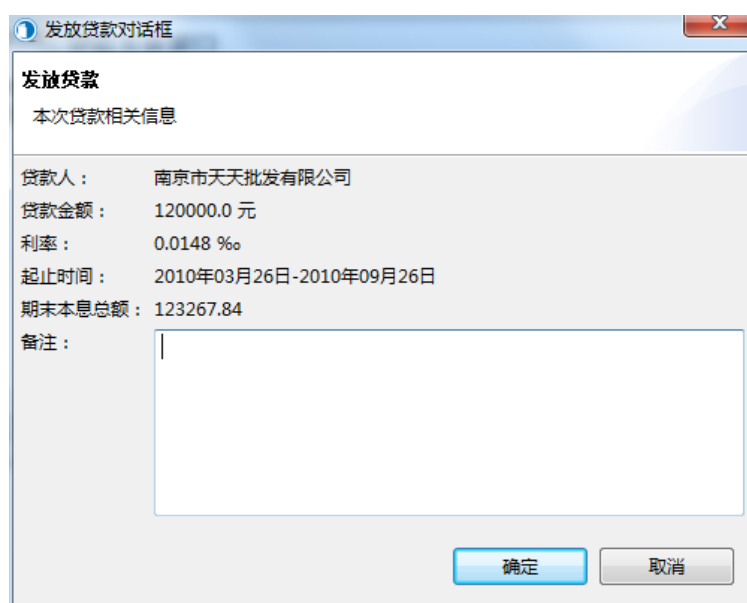 发放贷款对话框
发放贷款
本次贷款相关信息
贷款人： 南京市天天批发有限公司
贷款金额： 120000.0 元
利率： 0.0148 ‰
起止时间： 2010年03月26日-2010年09月26日
期末本息总额： 123267.84
备注：
确定 取消